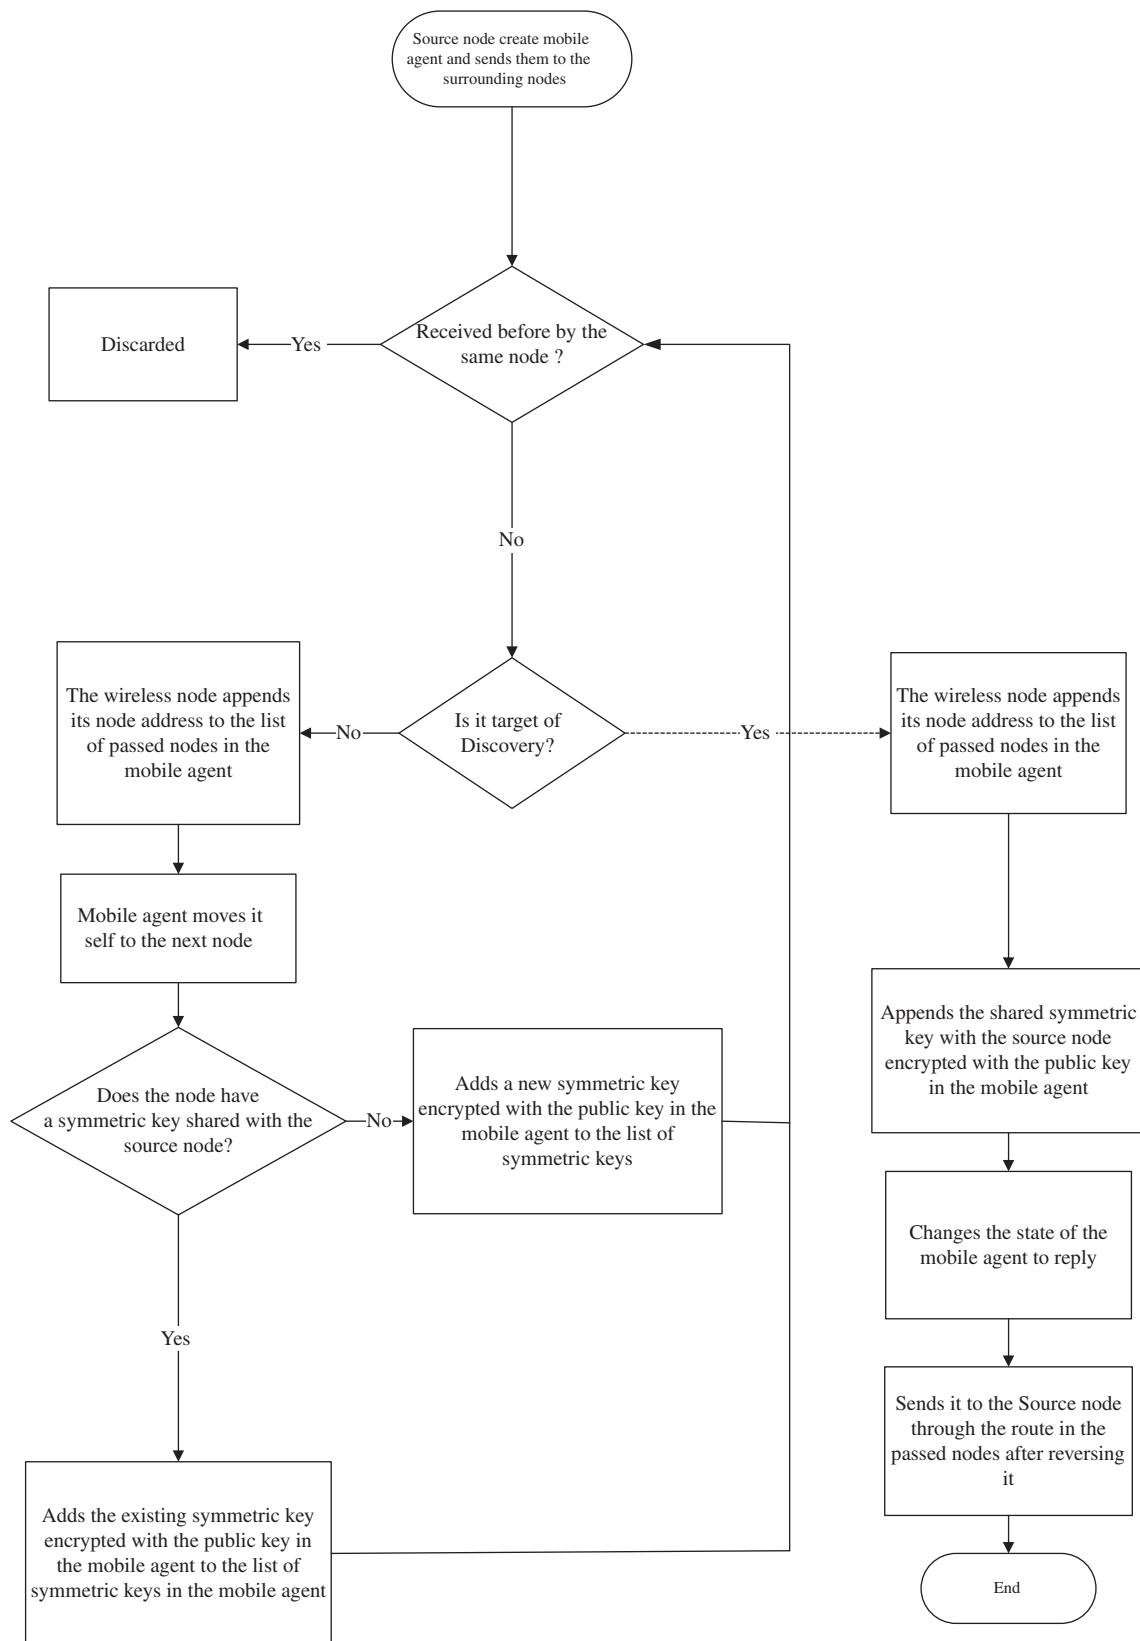 Source node create mobile
agent and sends them to the
surrounding nodes
Received before by the
same node ?
Yes
Discarded
No
Is it target of
Discovery?
No
Yes
The wireless node appends
its node address to the list
of passed nodes in the
mobile agent
The wireless node appends
its node address to the list
of passed nodes in the
mobile agent
Mobile agent moves it
self to the next node
Does the node have
a symmetric key shared with the
source node?
No
Adds a new symmetric key
encrypted with the public key in the
mobile agent to the list of
symmetric keys
Yes
Adds the existing symmetric key
encrypted with the public key in
the mobile agent to the list of
symmetric keys in the mobile agent
Appends the shared symmetric
key with the source node
encrypted with the public key
in the mobile agent
Changes the state of the
mobile agent to reply
Sends it to the Source node
through the route in the
passed nodes after reversing
it
End